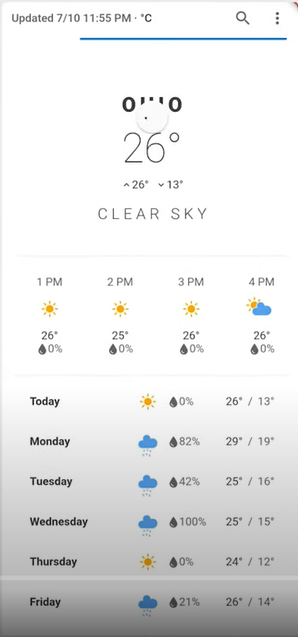 Updated 7/10 11:55 PM · °C
26°
26° 13°
CLEAR SKY
1 PM 2 PM 3 PM 4 PM
26° 25° 26° 26°
0% 0% 0% 0%
Today 0% 26° / 13°
Monday 82% 29° / 19°
Tuesday 42% 25° / 16°
Wednesday 100% 25° / 15°
Thursday 0% 24° / 12°
Friday 21% 26° / 14°